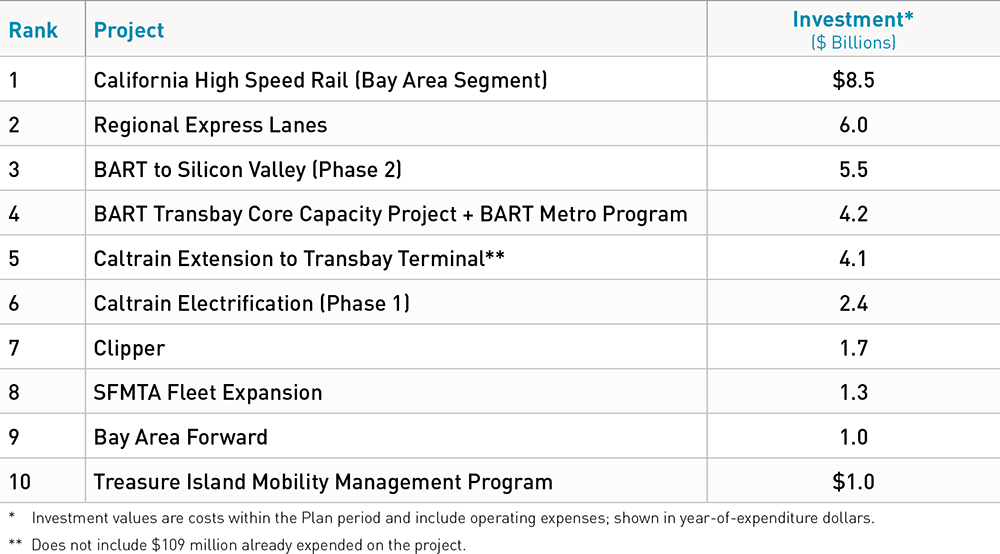 Rank Project Investment*
($ Billions)
1 California High Speed Rail (Bay Area Segment) $8.5
2 Regional Express Lanes 6.0
3 BART to Silicon Valley (Phase 2) 5.5
4 BART Transbay Core Capacity Project + BART Metro Program 4.2
5 Caltrain Extension to Transbay Terminal** 4.1
6 Caltrain Electrification (Phase 1) 2.4
7 Clipper 1.7
8 SFMTA Fleet Expansion 1.3
9 Bay Area Forward 1.0
10 Treasure Island Mobility Management Program $1.0
* Investment values are costs within the Plan period and include operating expenses; shown in year-of-expenditure dollars.
** Does not include $109 million already expended on the project.